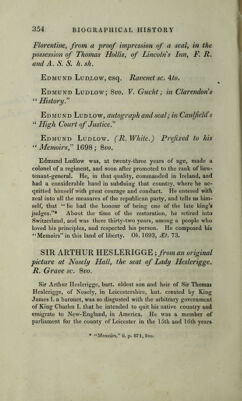 354 BIOGRAPHICAL HISTORY
Florentine, from a proof impression of a seal, in the
possession of Thomas Hollis, of Lincoln's Inn, F. R.
and A. S. S. h. sh.
Edmund Ludlow, esq. Ravenet sc. 4to.
Edmund Ludlow; 8vo. V. Gucht; in Clarendon's
"History."
Edmund Ludlow, autograph and seal; in Caulfield's
"High Court of Justice."
Edmund Ludlow. (R. White.) Prefixed to his
"Memoirs," 1698; 8vo.
Edmund Ludlow was, at twenty-three years of age, made a
colonel of a regiment, and soon after promoted to the rank of lieu-
tenant-general. He, in that quality, commanded in Ireland, and
had a considerable hand in subduing that country, where he ac-
quitted himself with great courage and conduct. He entered with
zeal into all the measures of the republican party, and tells us him-
self, that "he had the honour of being one of the late king's
judges."* About the time of the restoration, he retired into
Switzerland, and was there thirty-two years, among a people who
loved his principles, and respected his person. He composed his
"Memoirs" in this land of liberty. Ob. 1693, Æt. 73.
SIR ARTHUR HESLERIGGE; from an original
picture at Nosely Hall, the seat of Lady Heslerigge.
R. Grave sc. 8vo.
Sir Arthur Heslerigge, bart. eldest son and heir of Sir Thomas
Heslerigge, of Nosely, in Leicestershire, knt. created by King
James I. a baronet, was so disgusted with the arbitrary government
of King Charles I. that he intended to quit his native country and
emigrate to New-England, in America. He was a member of
parliament for the county of Leicester in the 15th and 16th years
* "Memoirs," ii. p. 871, 8vo.